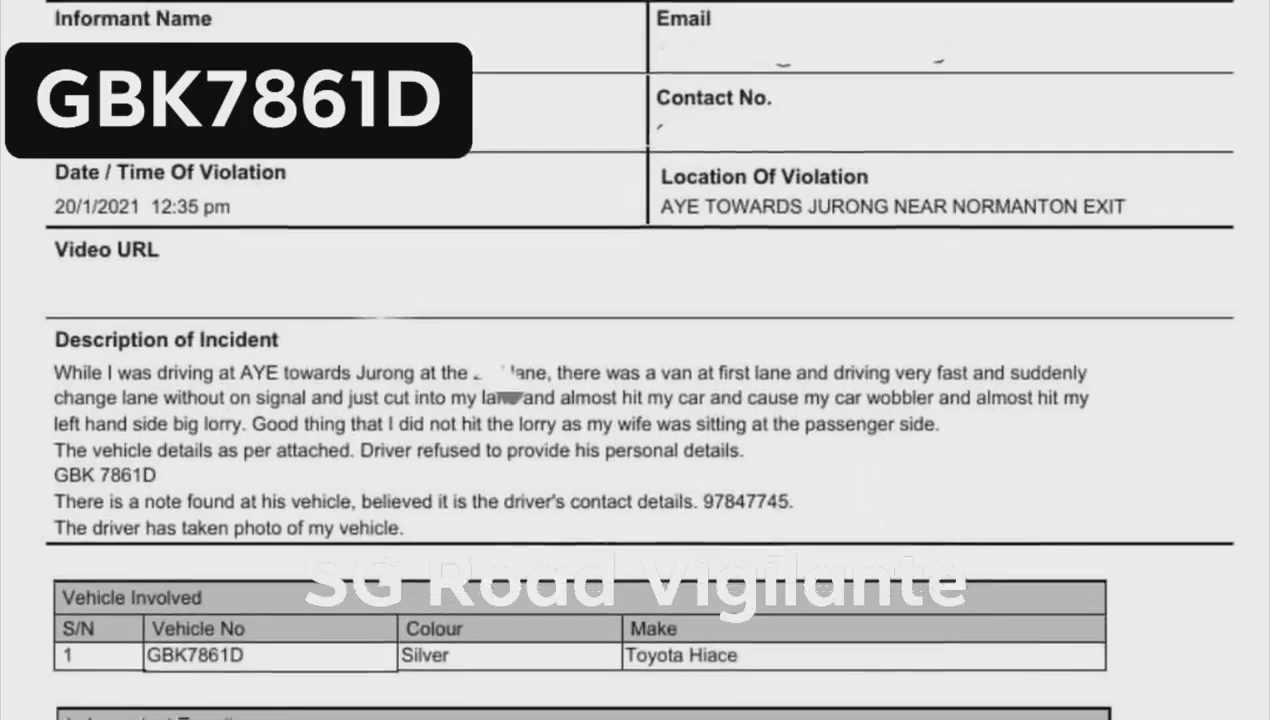 Informant Name
Email
GBK7861D
Contact No.
Date / Time Of Violation
Location Of Violation
20/1/2021 12:35 pm
AYE TOWARDS JURONG NEAR NORMANTON EXIT
Video URL
Description of Incident
While I was driving at AYE towards Jurong at the lane, there was a van at first lane and driving very fast and suddenly
change lane without on signal and just cut into my lane and almost hit my car and cause my car wobbler and almost hit my
left hand side big lorry. Good thing that I did not hit the lorry as my wife was sitting at the passenger side.
The vehicle details as per attached. Driver refused to provide his personal details.
GBK 7861D
There is a note found at his vehicle, believed it is the driver's contact details. 97847745.
The driver has taken photo of my vehicle.
SG Road Vigilante
Vehicle Involved
S/N Vehicle No Colour Make
1 GBK7861D Silver Toyota Hiace